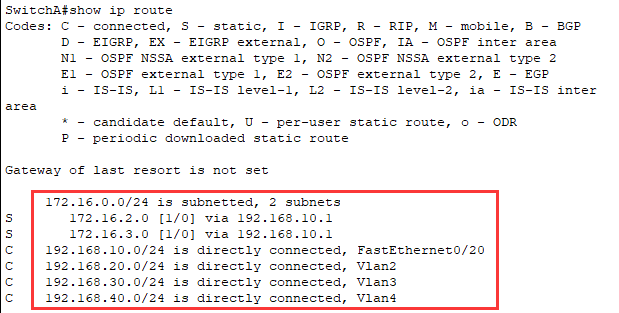 SwitchA#show ip route
Codes: C - connected, S - static, I - IGRP, R - RIP, M - mobile, B - BGP
       D - EIGRP, EX - EIGRP external, O - OSPF, IA - OSPF inter area
       N1 - OSPF NSSA external type 1, N2 - OSPF NSSA external type 2
       E1 - OSPF external type 1, E2 - OSPF external type 2, E - EGP
       i - IS-IS, L1 - IS-IS level-1, L2 - IS-IS level-2, ia - IS-IS inter
area
       * - candidate default, U - per-user static route, o - ODR
       P - periodic downloaded static route
Gateway of last resort is not set
     172.16.0.0/24 is subnetted, 2 subnets
S       172.16.2.0 [1/0] via 192.168.10.1
S       172.16.3.0 [1/0] via 192.168.10.1
C    192.168.10.0/24 is directly connected, FastEthernet0/20
C    192.168.20.0/24 is directly connected, Vlan2
C    192.168.30.0/24 is directly connected, Vlan3
C    192.168.40.0/24 is directly connected, Vlan4